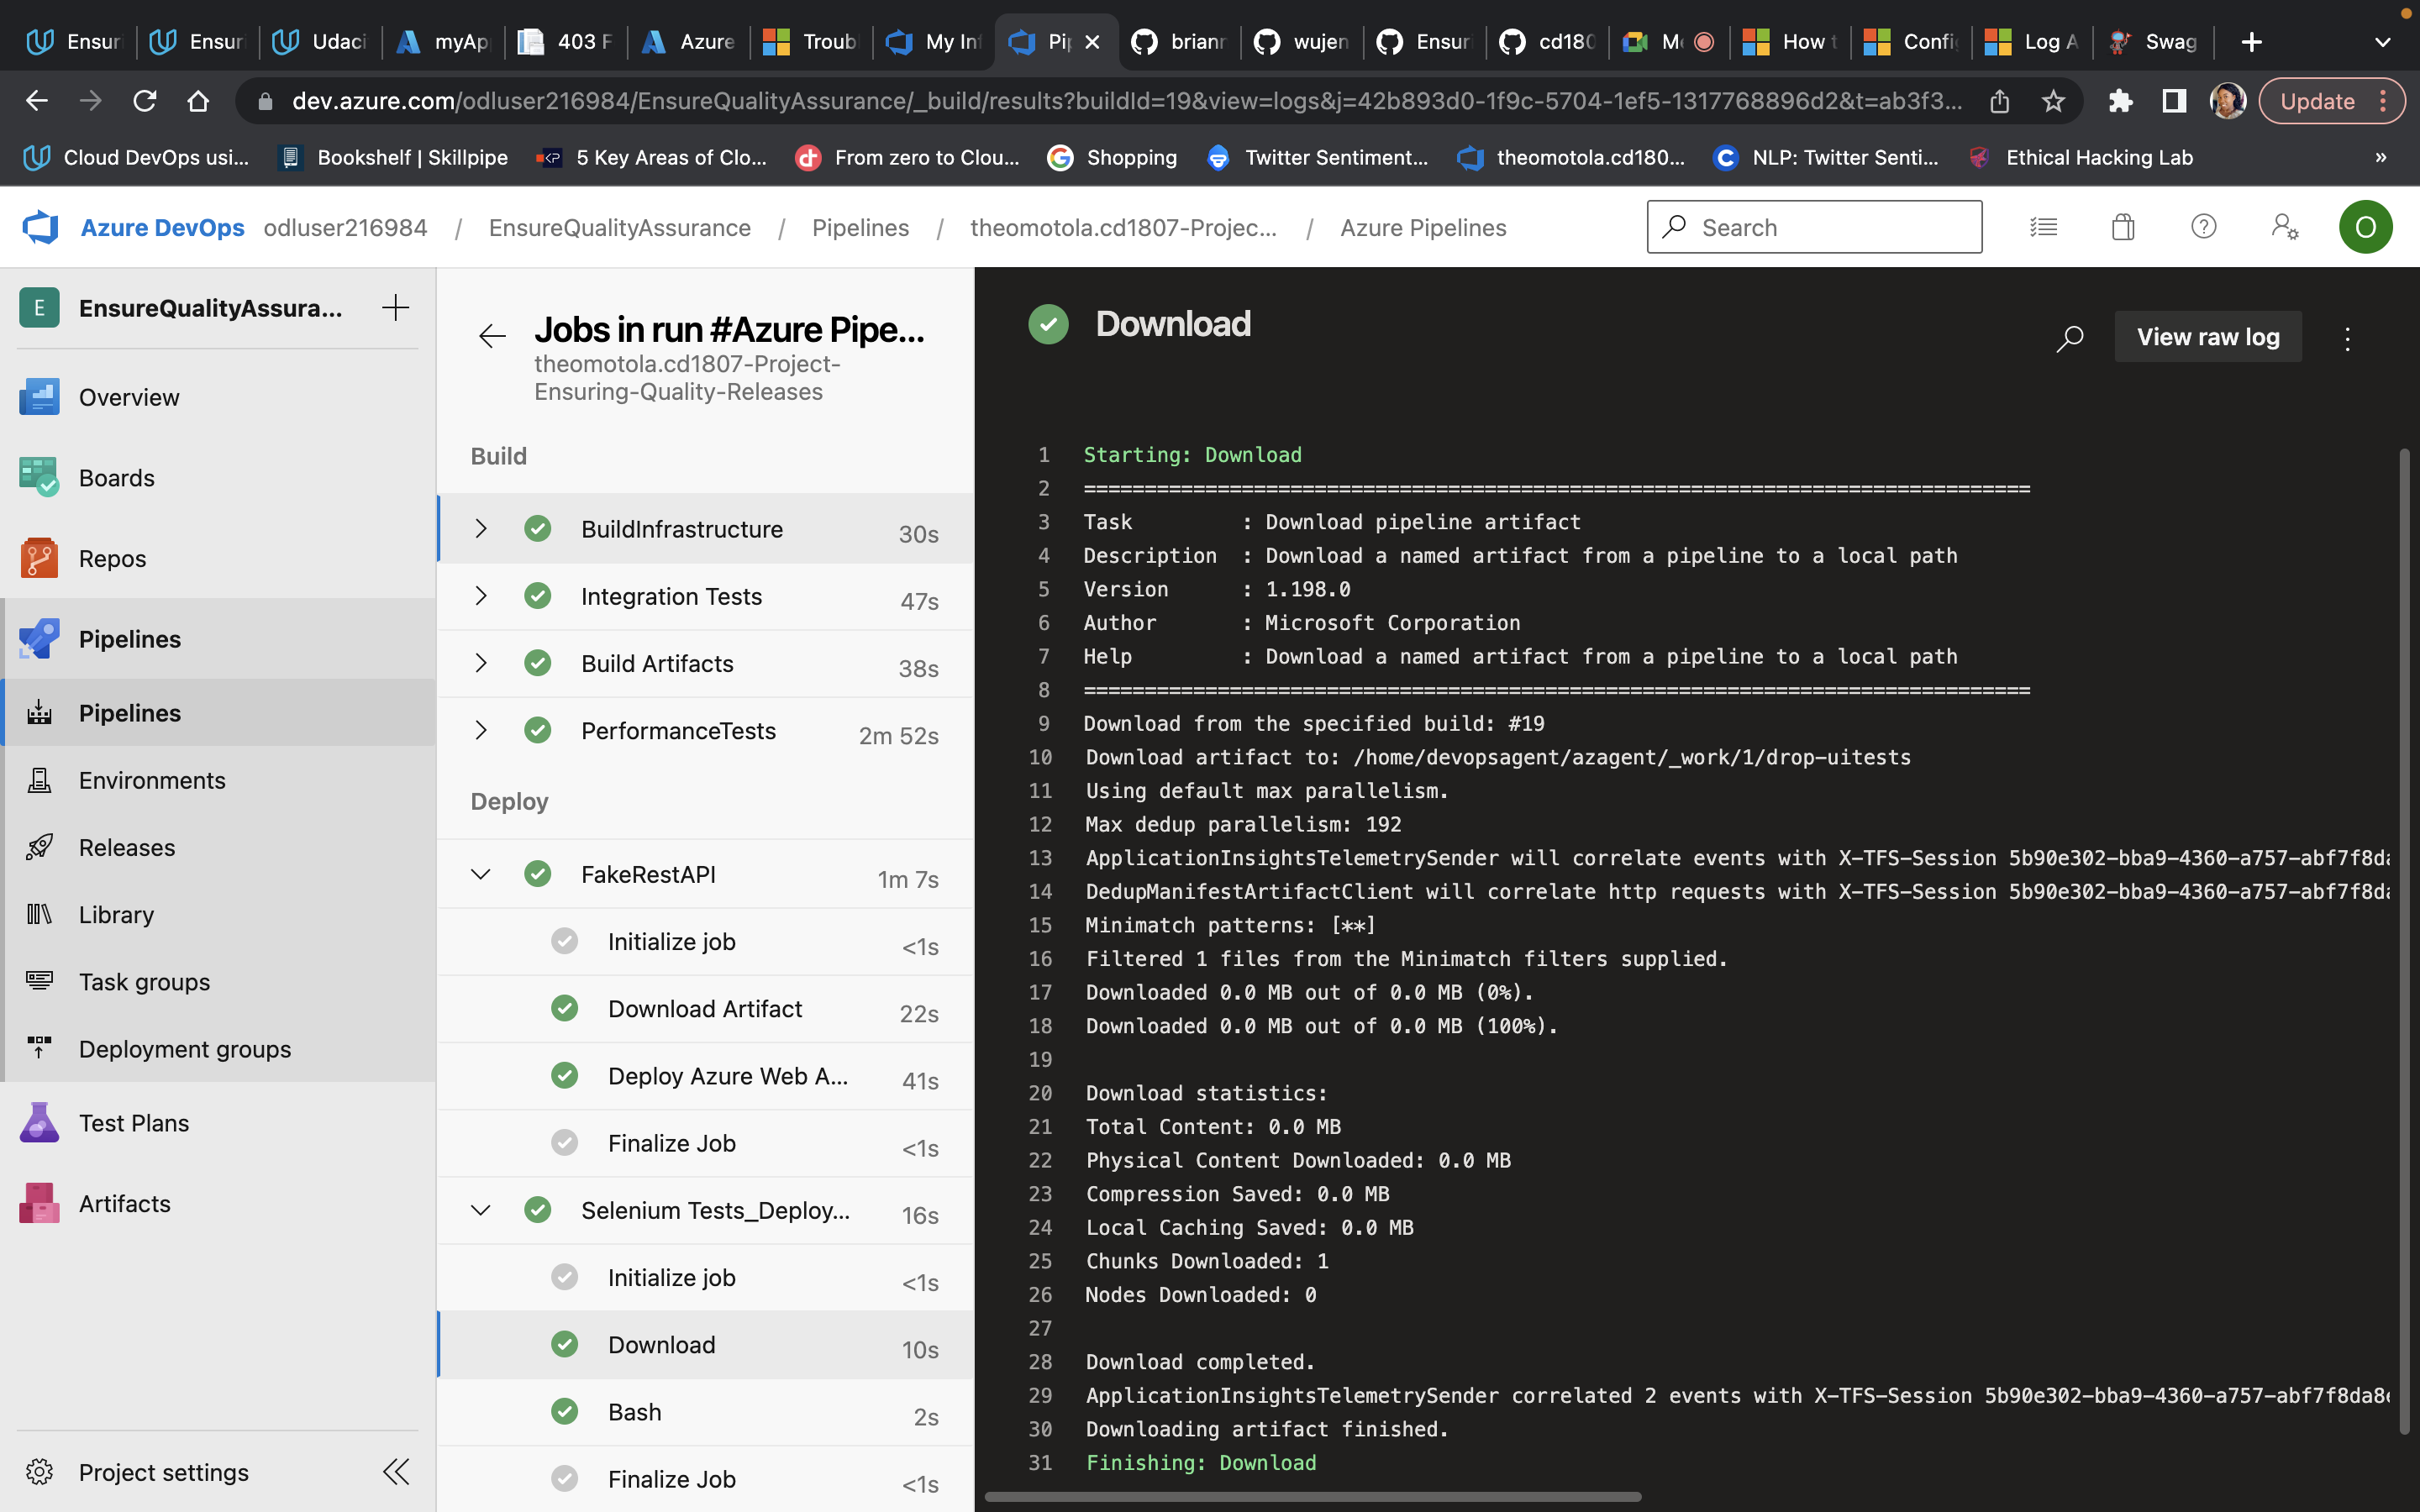 Ensuri
Ensuri
Udaci
myAp
403 F
Azure
Troubl
My In
Pip
brianr
wujen
Ensuri
cd180
Me
How t
Config
Log A
Swag
dev.azure.com/odluser216984/EnsureQualityAssurance/_build/results?buildId=19&view=logs&j=42b893d0-1f9c-5704-1ef5-1317768896d2&t=ab3f3...
Update
Cloud DevOps usi...
Bookshelf | Skillpipe
5 Key Areas of Clo...
From zero to Clou...
Shopping
Twitter Sentiment...
theomotola.cd180...
NLP: Twitter Senti...
Ethical Hacking Lab
»
Azure DevOps odluser216984 / EnsureQualityAssurance / Pipelines / theomotola.cd1807-Projec... / Azure Pipelines
Search
O
E EnsureQualityAssura...
Overview
Boards
Repos
Pipelines
Pipelines
Environments
Releases
Library
Task groups
Deployment groups
Test Plans
Artifacts
Project settings
Jobs in run #Azure Pipe...
theomotola.cd1807-Project-
Ensuring-Quality-Releases
Build
BuildInfrastructure 30s
Integration Tests 47s
Build Artifacts 38s
PerformanceTests 2m 52s
Deploy
FakeRestAPI 1m 7s
Initialize job <1s
Download Artifact 22s
Deploy Azure Web A... 41s
Finalize Job <1s
Selenium Tests_Deploy... 16s
Initialize job <1s
Download 10s
Bash 2s
Finalize Job <1s
Download
View raw log
1 Starting: Download
2 ==============================================================================
3 Task : Download pipeline artifact
4 Description : Download a named artifact from a pipeline to a local path
5 Version : 1.198.0
6 Author : Microsoft Corporation
7 Help : Download a named artifact from a pipeline to a local path
8 ==============================================================================
9 Download from the specified build: #19
10 Download artifact to: /home/devopsagent/azagent/_work/1/drop-uitests
11 Using default max parallelism.
12 Max dedup parallelism: 192
13 ApplicationInsightsTelemetrySender will correlate events with X-TFS-Session 5b90e302-bba9-4360-a757-abf7f8da
14 DedupManifestArtifactClient will correlate http requests with X-TFS-Session 5b90e302-bba9-4360-a757-abf7f8da
15 Minimatch patterns: [**]
16 Filtered 1 files from the Minimatch filters supplied.
17 Downloaded 0.0 MB out of 0.0 MB (0%).
18 Downloaded 0.0 MB out of 0.0 MB (100%).
19
20 Download statistics:
21 Total Content: 0.0 MB
22 Physical Content Downloaded: 0.0 MB
23 Compression Saved: 0.0 MB
24 Local Caching Saved: 0.0 MB
25 Chunks Downloaded: 1
26 Nodes Downloaded: 0
27
28 Download completed.
29 ApplicationInsightsTelemetrySender correlated 2 events with X-TFS-Session 5b90e302-bba9-4360-a757-abf7f8da8e
30 Downloading artifact finished.
31 Finishing: Download